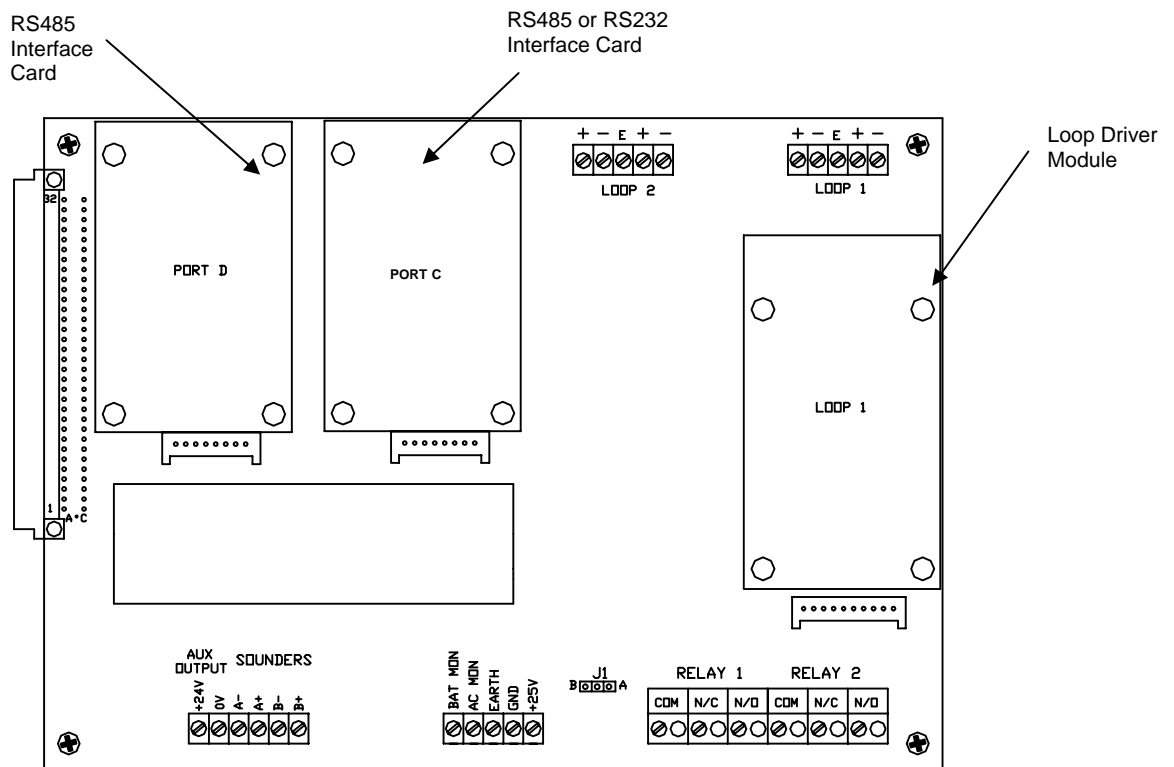 RS485
Interface
Card
RS485 or RS232
Interface Card
Loop Driver
Module
+ - E + -
LOOP 2
+ - E + -
LOOP 1
32
PORT D
PORT C
LOOP 1
1
A • C
AUX
OUTPUT
SOUNDERS
+24V
0V
A-
A+
B-
B+
BAT MON
AC MON
EARTH
GND
+25V
J1
B A
RELAY 1
RELAY 2
COM N/C N/O COM N/C N/O